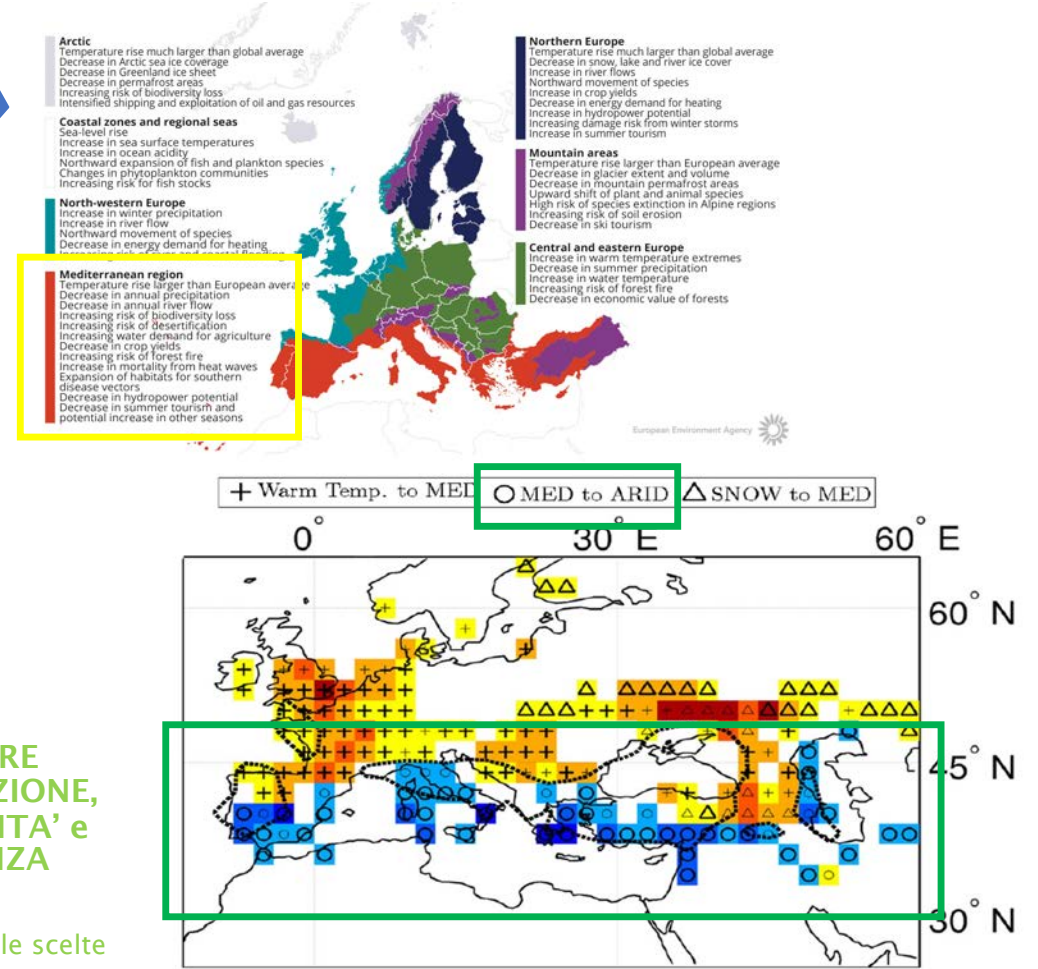 Arctic
Temperature rise much larger than global average
Decrease in Arctic sea ice coverage
Decrease in Greenland ice sheet
Decrease in permafrost areas
Increasing risk of biodiversity loss
Intensified shipping and exploitation of oil and gas resources
Coastal zones and regional seas
Sea-level rise
Increase in sea surface temperatures
Increase in ocean acidity
Northward expansion of fish and plankton species
Changes in phytoplankton communities
Increasing risk for fish stocks
North-western Europe
Increase in winter precipitation
Increase in river flow
Northward movement of species
Decrease in energy demand for heating
Increasing risk of river and coastal flooding
Mediterranean region
Temperature rise larger than European average
Decrease in annual precipitation
Decrease in annual river flow
Increasing risk of biodiversity loss
Increasing risk of desertification
Increasing water demand for agriculture
Decrease in crop yields
Increasing risk of forest fire
Increase in mortality from heat waves
Expansion of habitats for southern
disease vectors
Decrease in hydropower potential
Decrease in summer tourism and
potential increase in other seasons
Northern Europe
Temperature rise much larger than global average
Decrease in snow, lake and river ice cover
Increase in river flows
Northward movement of species
Increase in crop yields
Decrease in energy demand for heating
Increase in hydropower potential
Increasing damage risk from winter storms
Increase in summer tourism
Mountain areas
Temperature rise larger than European average
Decrease in glacier extent and volume
Decrease in mountain permafrost areas
Upward shift of plant and animal species
High risk of species extinction in Alpine regions
Increasing risk of soil erosion
Decrease in ski tourism
Central and eastern Europe
Increase in warm temperature extremes
Decrease in summer precipitation
Increase in water temperature
Increasing risk of forest fire
Decrease in economic value of forests
European Environment Agency
Warm Temp. to MED MED to ARID SNOW to MED
0° 30° E 60° E
60° N
45° N
30° N
RE
ZIONE,
ITA' e
NZA
le scelte